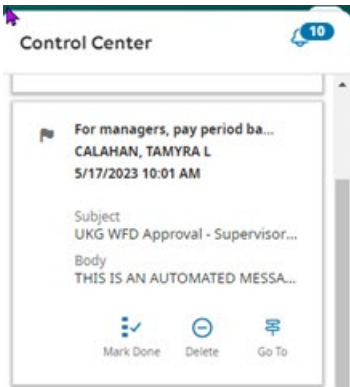 Control Center
10
For managers, pay period ba...
CALAHAN, TAMYRA L
5/17/2023 10:01 AM
Subject
UKG WFD Approval - Supervisor...
Body
THIS IS AN AUTOMATED MESSA...
Mark Done Delete Go To